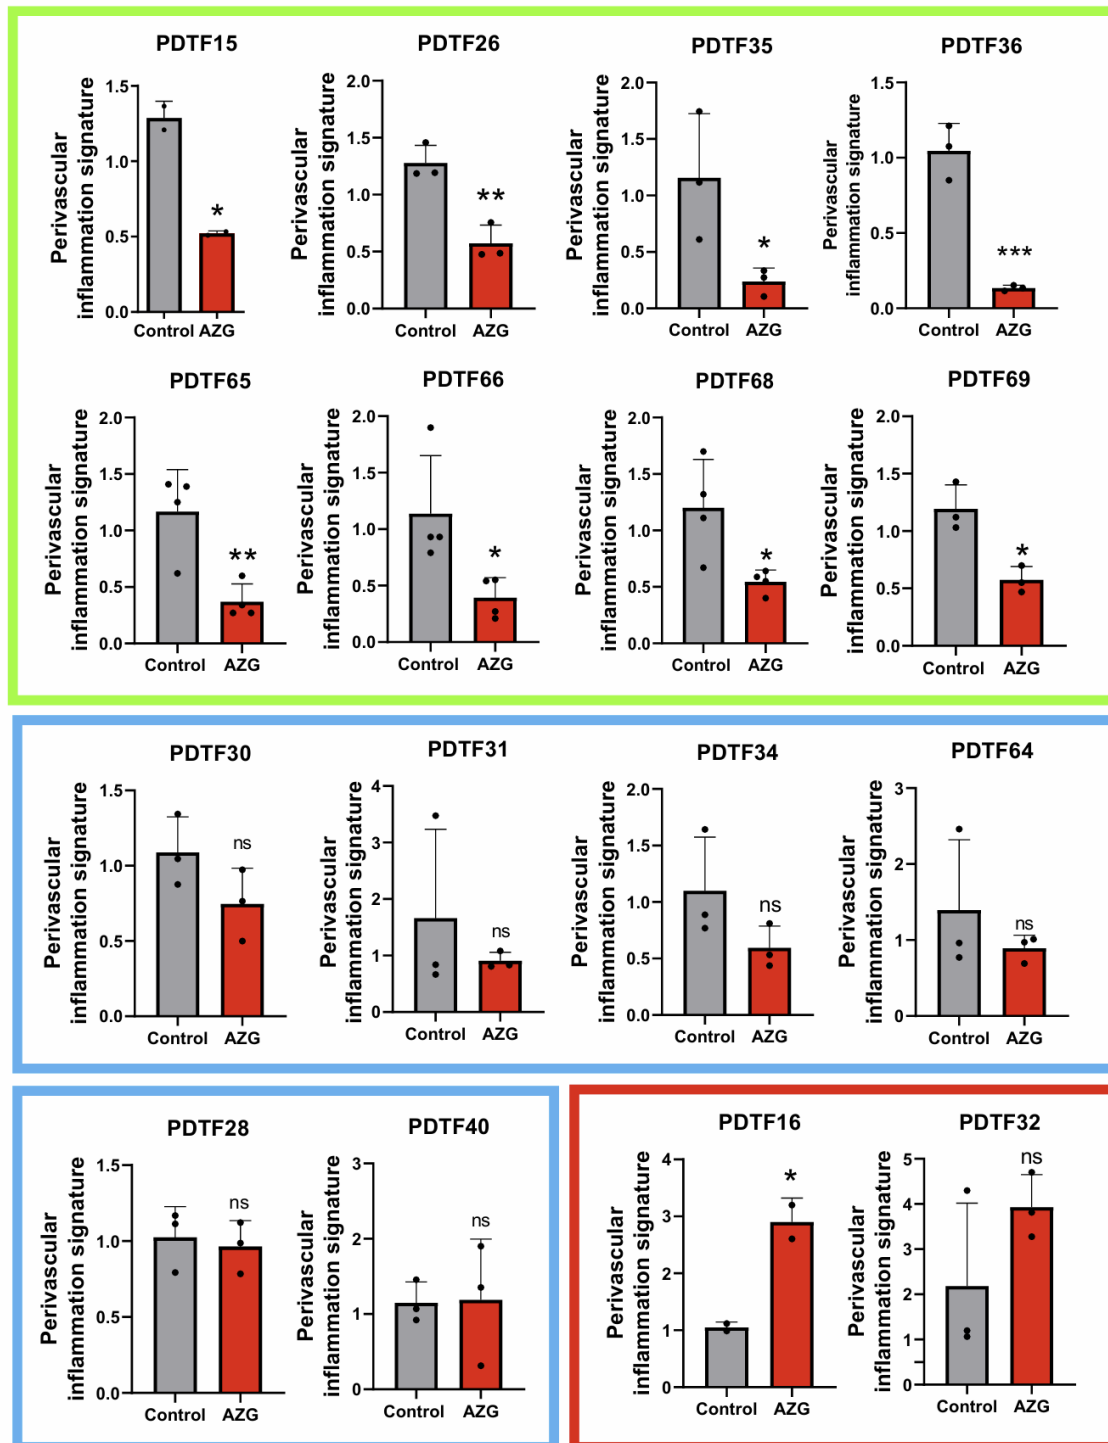 PDTF15
Perivascular
inflammation signature
1.5
1.0
0.5
0.0
*
Control AZG
PDTF26
Perivascular
inflammation signature
2.0
1.5
1.0
0.5
0.0
**
Control AZG
PDTF35
Perivascular
inflammation signature
2.0
1.5
1.0
0.5
0.0
*
Control AZG
PDTF36
Perivascular
inflammation signature
1.5
1.0
0.5
0.0
***
Control AZG
PDTF65
Perivascular
inflammation signature
2.0
1.5
1.0
0.5
0.0
**
Control AZG
PDTF66
Perivascular
inflammation signature
2.0
1.5
1.0
0.5
0.0
*
Control AZG
PDTF68
Perivascular
inflammation signature
2.0
1.5
1.0
0.5
0.0
*
Control AZG
PDTF69
Perivascular
inflammation signature
2.0
1.5
1.0
0.5
0.0
*
Control AZG
PDTF30
Perivascular
inflammation signature
1.5
1.0
0.5
0.0
ns
Control AZG
PDTF31
Perivascular
inflammation signature
4
3
2
1
0
ns
Control AZG
PDTF34
Perivascular
inflammation signature
2.0
1.5
1.0
0.5
0.0
ns
Control AZG
PDTF64
Perivascular
inflammation signature
3
2
1
0
ns
Control AZG
PDTF28
Perivascular
inflammation signature
1.5
1.0
0.5
0.0
ns
Control AZG
PDTF40
Perivascular
inflammation signature
3
2
1
0
ns
Control AZG
PDTF16
Perivascular
inflammation signature
4
3
2
1
0
*
Control AZG
PDTF32
Perivascular
inflammation signature
5
4
3
2
1
0
ns
Control AZG